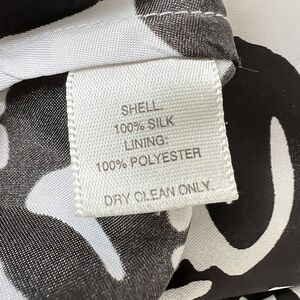 SHELL:
100% SILK
LINING:
100% POLYESTER
DRY CLEAN ONLY.